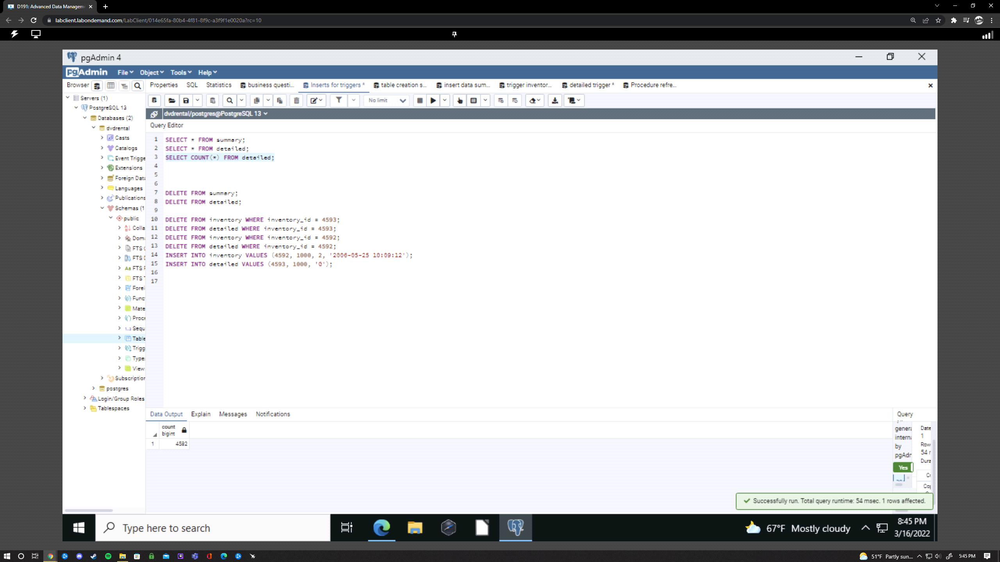 D191: Advanced Data Managem
labclient.labondemand.com/LabClient/014e65fa-80b4-4f81-8f9c-a3f9f1e0020a?rc=10
pgAdmin 4
pgAdmin File Object Tools Help
Browser Properties SQL Statistics business questi... Inserts for triggers * table creation s... insert data sum... trigger inventor... detailed trigger * Procedure refre...
Servers (1)
PostgreSQL 13
Databases (2)
dvdrental
Casts
Catalogs
Event Trigge
Extensions
Foreign Data
Languages
Publications
Schemas (1
public
Colla
Doma
FTS C
FTS D
FTS P
FTS T
Forei
Func
Mate
Proce
1..3 Sequ
Table
Trigg
Type
View
Subscription
postgres
Login/Group Roles
Tablespaces
No limit
dvdrental/postgres@PostgreSQL 13
Query Editor
1 SELECT * FROM summary;
2 SELECT * FROM detailed;
3 SELECT COUNT(*) FROM detailed;
4
5
6
7 DELETE FROM summary;
8 DELETE FROM detailed;
9
10 DELETE FROM inventory WHERE inventory_id = 4593;
11 DELETE FROM detailed WHERE inventory_id = 4593;
12 DELETE FROM inventory WHERE inventory_id = 4592;
13 DELETE FROM detailed WHERE inventory_id = 4592;
14 INSERT INTO inventory VALUES (4592, 1000, 2, '2006-05-25 10:09:12');
15 INSERT INTO detailed VALUES (4593, 1000, 'G');
16
17
Data Output Explain Messages Notifications
count
bigint
1 4582
Query
genera
interna
by
pgAdm
Yes
Date
1
Row
54
Dura
Cop
Successfully run. Total query runtime: 54 msec. 1 rows affected.
Type here to search
67°F Mostly cloudy
8:45 PM
3/16/2022
51°F Partly sun... 5:45 PM